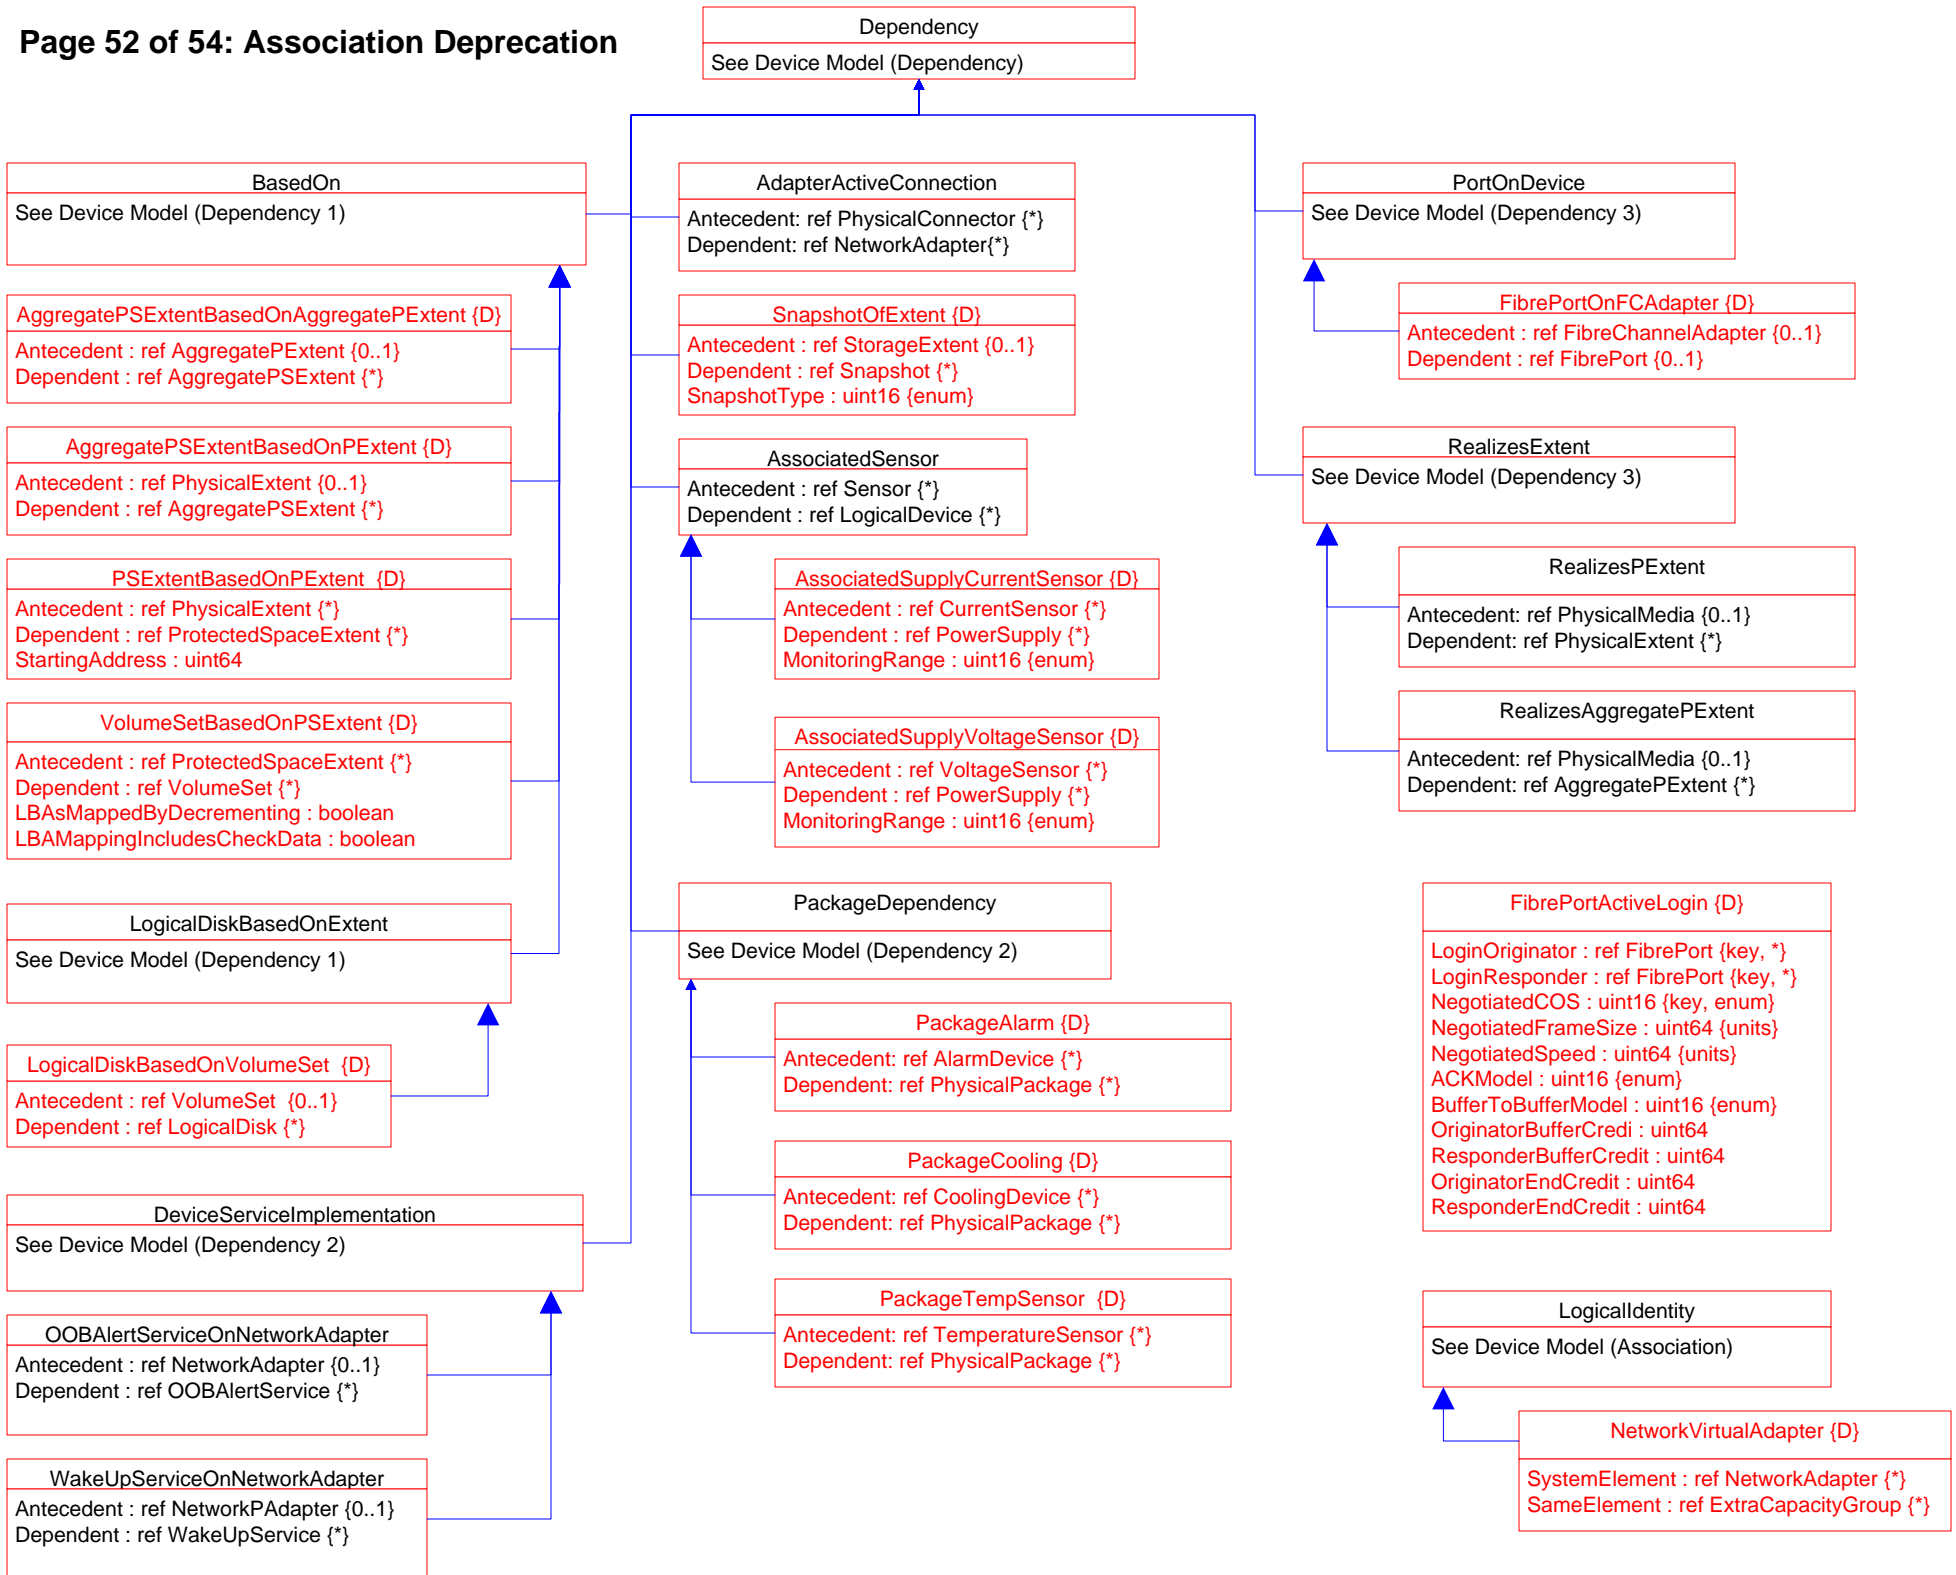 Page 52 of 54: Association Deprecation
Dependency
See Device Model (Dependency)
BasedOn
See Device Model (Dependency 1)
AggregatePSExtentBasedOnAggregatePExtent {D}
Antecedent : ref AggregatePExtent {0..1}
Dependent : ref AggregatePSExtent {*}
AggregatePSExtentBasedOnPExtent {D}
Antecedent : ref PhysicalExtent {0..1}
Dependent : ref AggregatePSExtent {*}
PSExtentBasedOnPExtent  {D}
Antecedent : ref PhysicalExtent {*}
Dependent : ref ProtectedSpaceExtent {*}
StartingAddress : uint64
VolumeSetBasedOnPSExtent {D}
Antecedent : ref ProtectedSpaceExtent {*}
Dependent : ref VolumeSet {*}
LBAsMappedByDecrementing : boolean
LBAMappingIncludesCheckData : boolean
LogicalDiskBasedOnExtent
See Device Model (Dependency 1)
LogicalDiskBasedOnVolumeSet  {D}
Antecedent : ref VolumeSet  {0..1}
Dependent : ref LogicalDisk {*}
DeviceServiceImplementation
See Device Model (Dependency 2)
OOBAlertServiceOnNetworkAdapter
Antecedent : ref NetworkAdapter {0..1}
Dependent : ref OOBAlertService {*}
WakeUpServiceOnNetworkAdapter
Antecedent : ref NetworkPAdapter {0..1}
Dependent : ref WakeUpService {*}
AdapterActiveConnection
Antecedent: ref PhysicalConnector {*}
Dependent: ref NetworkAdapter{*}
SnapshotOfExtent {D}
Antecedent : ref StorageExtent {0..1}
Dependent : ref Snapshot {*}
SnapshotType : uint16 {enum}
AssociatedSensor
Antecedent : ref Sensor {*}
Dependent : ref LogicalDevice {*}
AssociatedSupplyCurrentSensor {D}
Antecedent : ref CurrentSensor {*}
Dependent : ref PowerSupply {*}
MonitoringRange : uint16 {enum}
AssociatedSupplyVoltageSensor {D}
Antecedent : ref VoltageSensor {*}
Dependent : ref PowerSupply {*}
MonitoringRange : uint16 {enum}
PackageDependency
See Device Model (Dependency 2)
PackageAlarm {D}
Antecedent: ref AlarmDevice {*}
Dependent: ref PhysicalPackage {*}
PackageCooling {D}
Antecedent: ref CoolingDevice {*}
Dependent: ref PhysicalPackage {*}
PackageTempSensor  {D}
Antecedent: ref TemperatureSensor {*}
Dependent: ref PhysicalPackage {*}
PortOnDevice
See Device Model (Dependency 3)
FibrePortOnFCAdapter {D}
Antecedent : ref FibreChannelAdapter {0..1}
Dependent : ref FibrePort {0..1}
RealizesExtent
See Device Model (Dependency 3)
RealizesPExtent
Antecedent: ref PhysicalMedia {0..1}
Dependent: ref PhysicalExtent {*}
RealizesAggregatePExtent
Antecedent: ref PhysicalMedia {0..1}
Dependent: ref AggregatePExtent {*}
FibrePortActiveLogin {D}
LoginOriginator : ref FibrePort {key, *}
LoginResponder : ref FibrePort {key, *}
NegotiatedCOS : uint16 {key, enum}
NegotiatedFrameSize : uint64 {units}
NegotiatedSpeed : uint64 {units}
ACKModel : uint16 {enum}
BufferToBufferModel : uint16 {enum}
OriginatorBufferCredi : uint64
ResponderBufferCredit : uint64
OriginatorEndCredit : uint64
ResponderEndCredit : uint64
LogicalIdentity
See Device Model (Association)
NetworkVirtualAdapter {D}
SystemElement : ref NetworkAdapter {*}
SameElement : ref ExtraCapacityGroup {*}